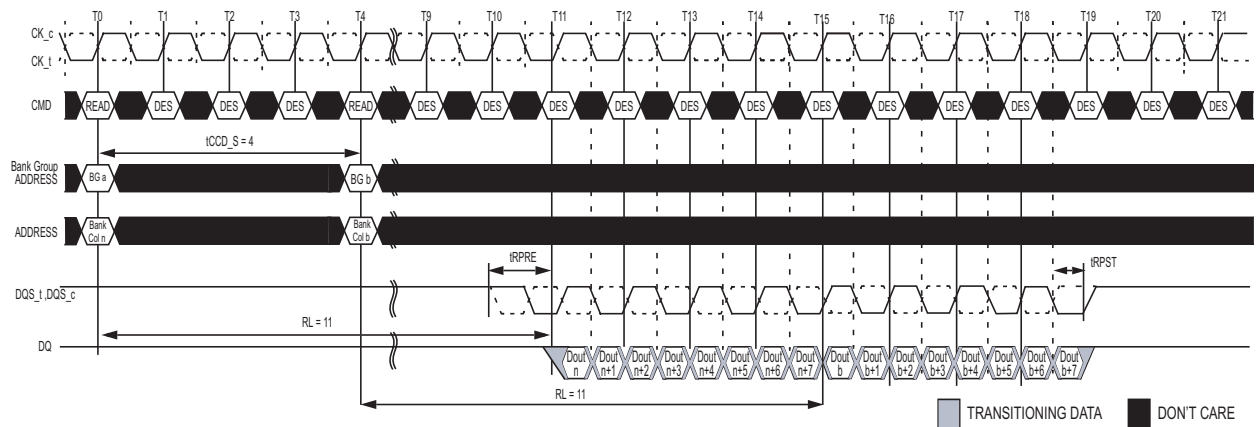 T0 T1 T2 T3 T4 T9 T10 T11 T12 T13 T14 T15 T16 T17 T18 T19 T20 T21
CK_c
CK_t
CMD READ DES DES DES READ DES DES DES DES DES DES DES DES DES DES DES DES DES
tCCD_S = 4
Bank Group
ADDRESS
BG a BG b
ADDRESS
Bank
Col n
Bank
Col b
tRPRE tRPST
DQS_t ,DQS_c
RL = 11
DQ
Dout Dout Dout Dout Dout Dout Dout Dout Dout Dout Dout Dout Dout Dout Dout Dout
n n+1 n+2 n+3 n+4 n+5 n+6 n+7 b b+1 b+2 b+3 b+4 b+5 b+6 b+7
RL = 11
TRANSITIONING DATA DON'T CARE